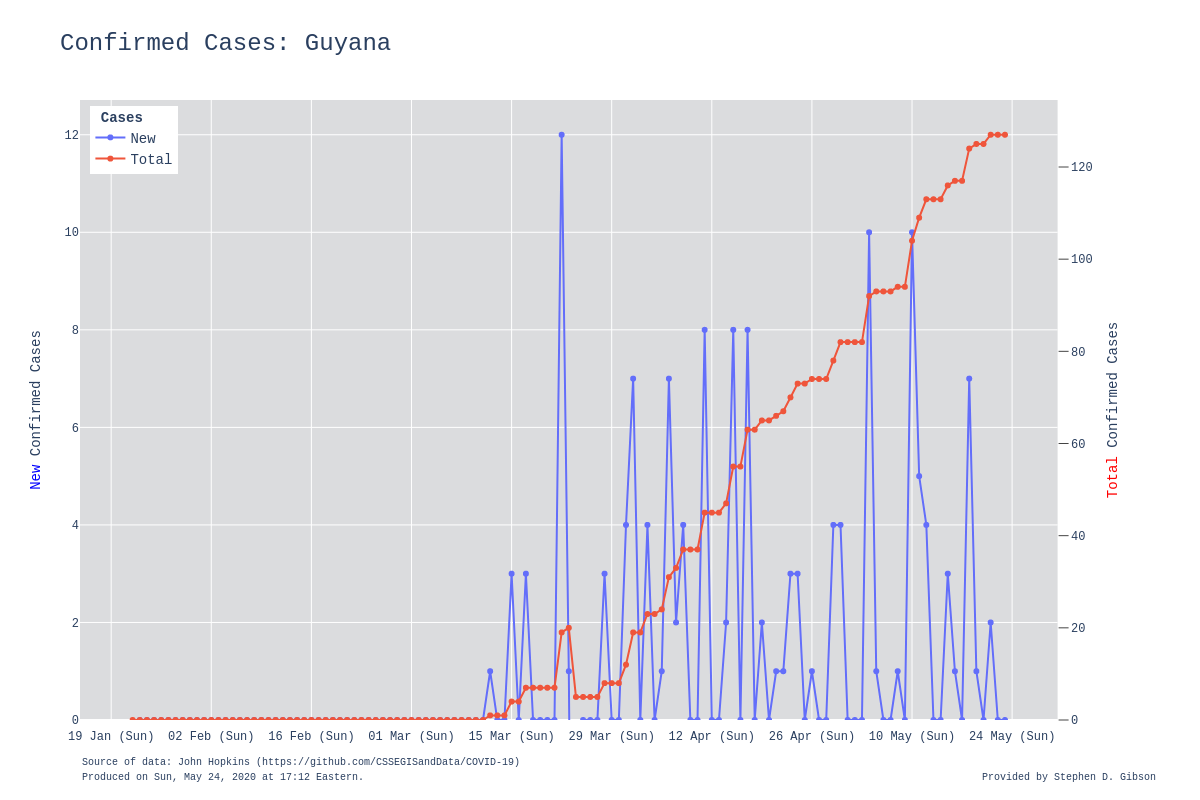 Confirmed Cases: Guyana
Cases
New
Total
12
10
8
6
4
2
0
120
100
80
60
40
20
0
New Confirmed Cases
Total Confirmed Cases
19 Jan (Sun) 02 Feb (Sun) 16 Feb (Sun) 01 Mar (Sun) 15 Mar (Sun) 29 Mar (Sun) 12 Apr (Sun) 26 Apr (Sun) 10 May (Sun) 24 May (Sun)
Source of data: John Hopkins (https://github.com/CSSEGISandData/COVID-19)
Produced on Sun, May 24, 2020 at 17:12 Eastern.
Provided by Stephen D. Gibson